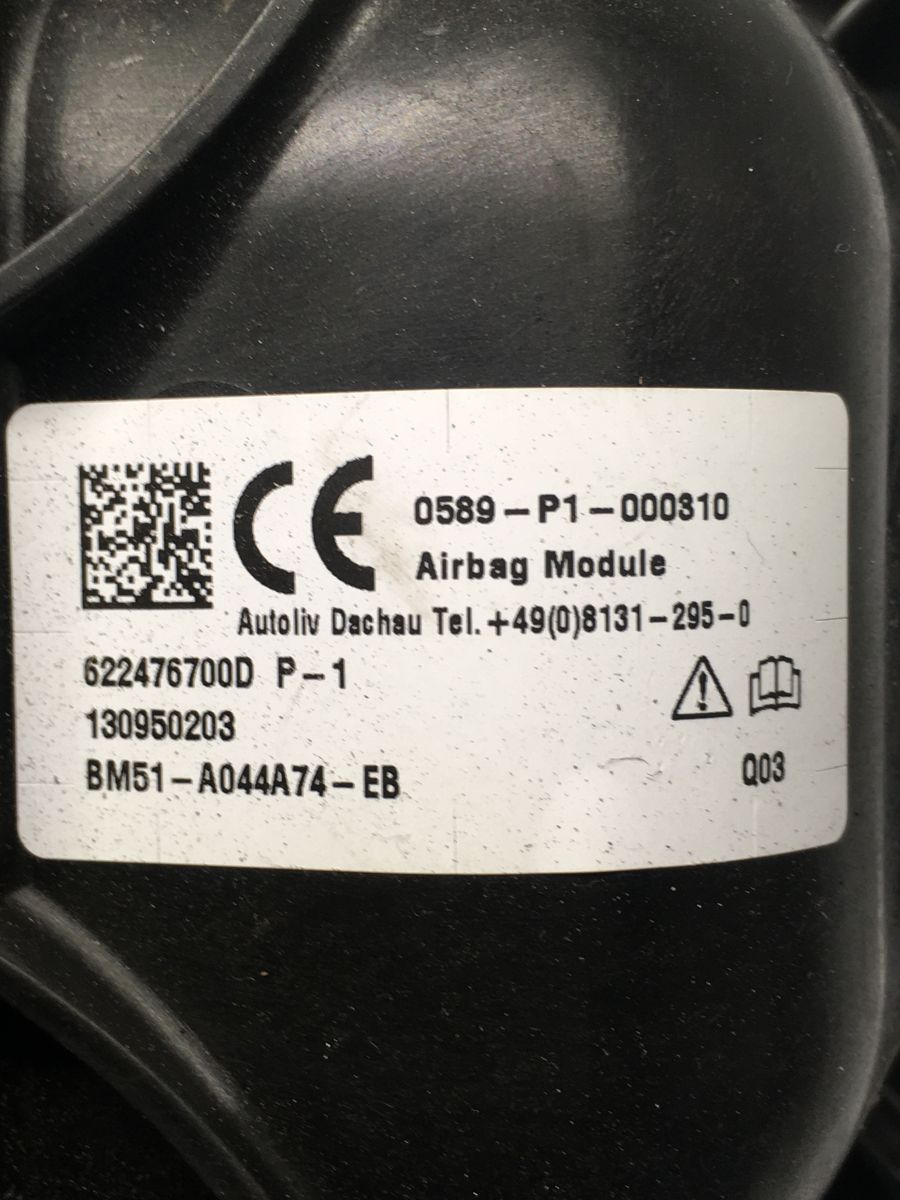 CE 0589-P1-000310
Airbag Module
Autoliv Dachau Tel.+49(0)8131-295-0
622476700D P-1
130950203
BM51-A044A74-EB
Q03